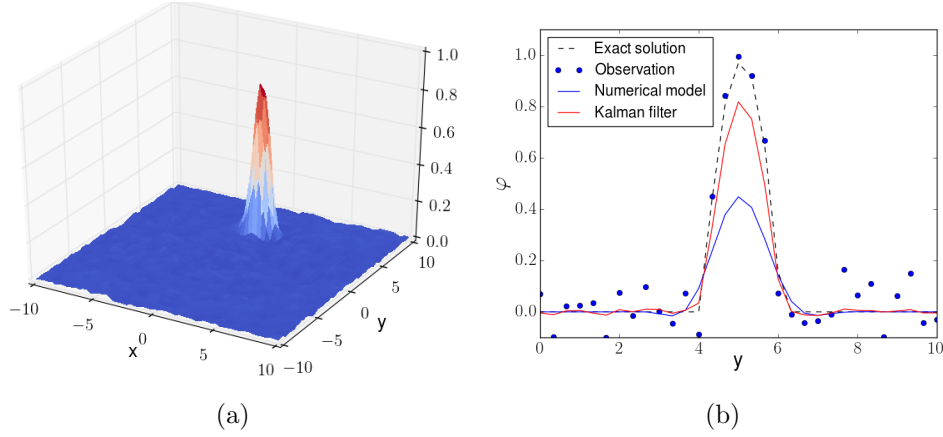 1.0
0.8
0.6
0.4
0.2
0.0
-10
-5
0
5
10
x
-10
-5
0
5
10
y
(a)
Exact solution
Observation
Numerical model
Kalman filter
1.0
0.8
0.6
0.4
0.2
0.0
φ
0
2
4
6
8
10
y
(b)